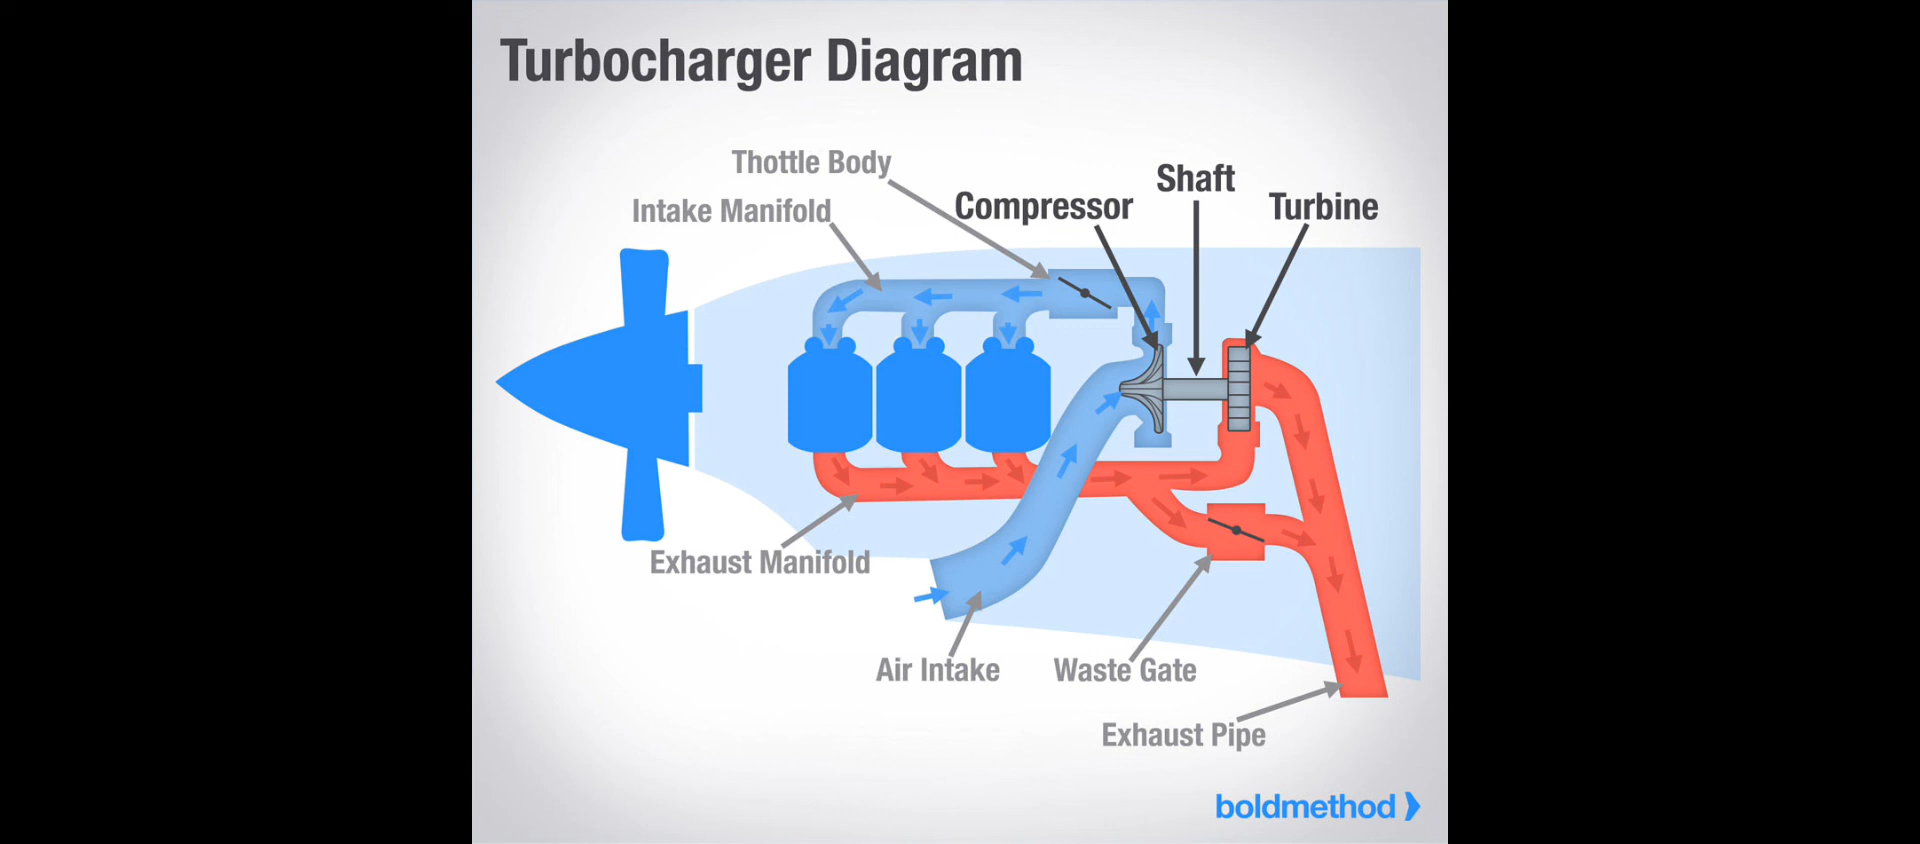 Turbocharger Diagram
Thottle Body
Intake Manifold
Compressor
Shaft
Turbine
Exhaust Manifold
Air Intake
Waste Gate
Exhaust Pipe
boldmethod